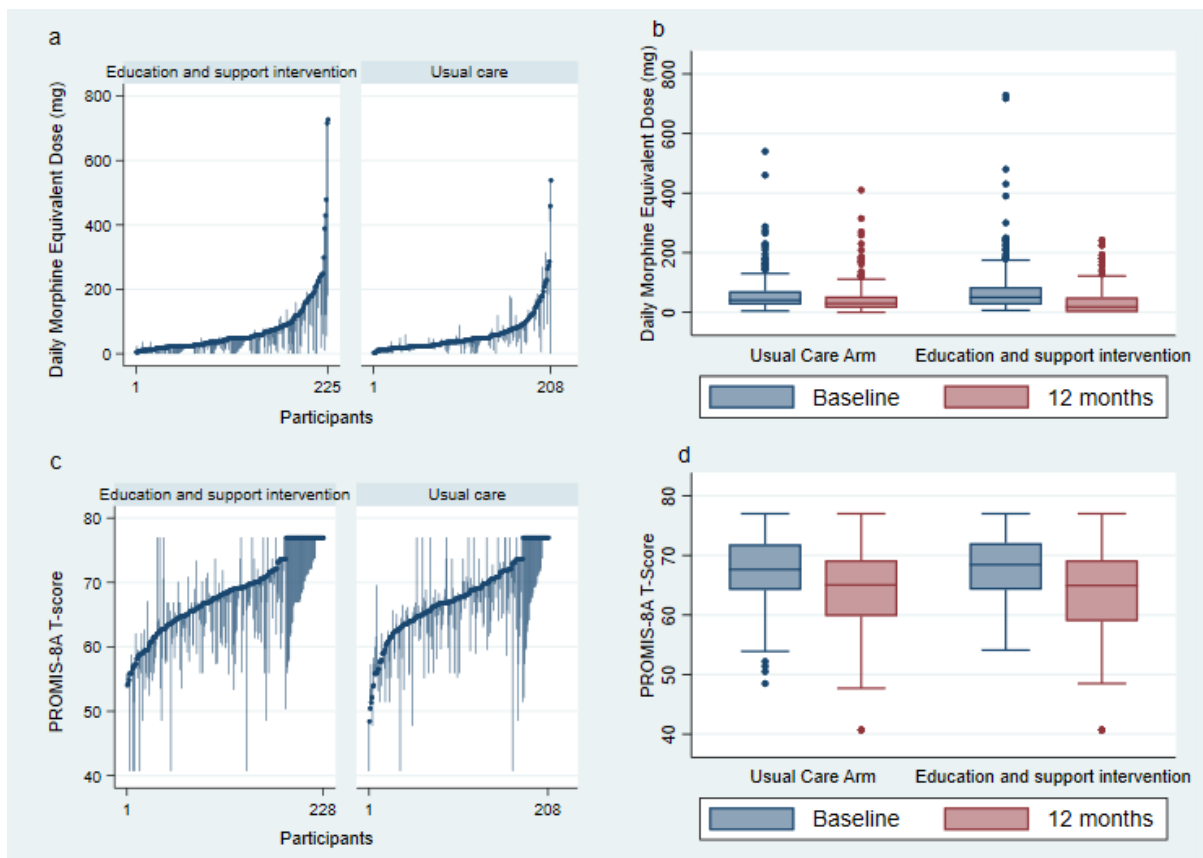 a
Education and support intervention
Usual care
Daily Morphine Equivalent Dose (mg)
800
600
400
200
0
1
225
1
208
Participants
b
Daily Morphine Equivalent Dose (mg)
800
600
400
200
0
Usual Care Arm
Education and support intervention
Baseline
12 months
c
Education and support intervention
Usual care
PROMIS-8A T-score
80
70
60
50
40
1
228
1
208
Participants
d
PROMIS-8A T-Score
80
70
60
50
40
Usual Care Arm
Education and support intervention
Baseline
12 months